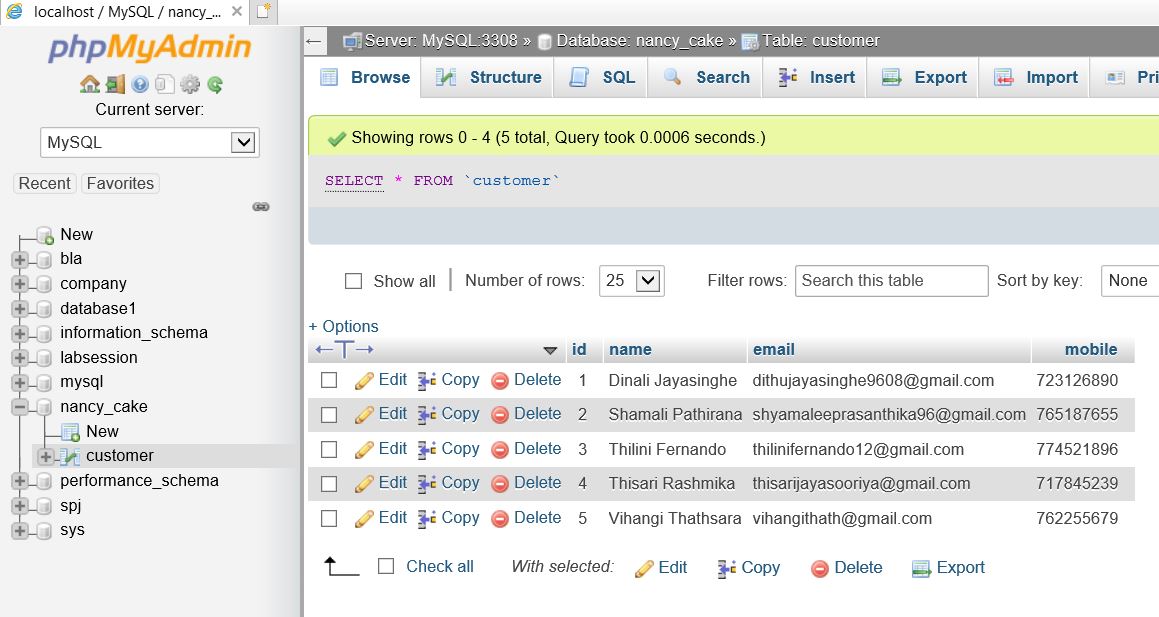 localhost / MySQL / nancy_...
phpMyAdmin
Current server:
MySQL
Recent Favorites
New
bla
company
database1
information_schema
labsession
mysql
nancy_cake
New
customer
performance_schema
spj
sys
Server: MySQL:3308 » Database: nancy_cake » Table: customer
Browse Structure SQL Search Insert Export Import Pri
Showing rows 0 - 4 (5 total, Query took 0.0006 seconds.)
SELECT * FROM `customer`
Show all Number of rows: 25 Filter rows: Search this table Sort by key: None
+ Options
←T→ id name email mobile
Edit Copy Delete 1 Dinali Jayasinghe dithujayasinghe9608@gmail.com 723126890
Edit Copy Delete 2 Shamali Pathirana shyamaleeprasanthika96@gmail.com 765187655
Edit Copy Delete 3 Thilini Fernando thilinifernando12@gmail.com 774521896
Edit Copy Delete 4 Thisari Rashmika thisarijayasooriya@gmail.com 717845239
Edit Copy Delete 5 Vihangi Thathsara vihangithath@gmail.com 762255679
Check all With selected: Edit Copy Delete Export